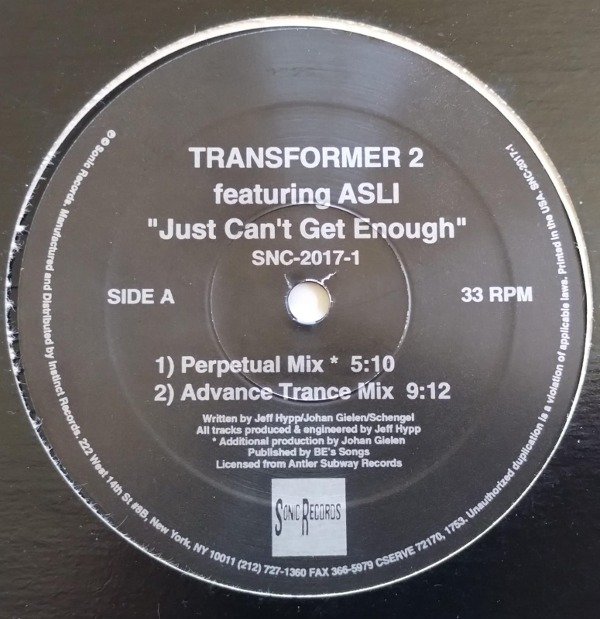 TRANSFORMER 2
featuring ASLI
"Just Can't Get Enough"
SNC-2017-1
SIDE A
33 RPM
1) Perpetual Mix * 5:10
2) Advance Trance Mix 9:12
Written by Jeff Hypp/Johan Gielen/Schengel
All tracks produced & engineered by Jeff Hypp
* Additional production by Johan Gielen
Published by BE's Songs
Licensed from Antler Subway Records
SONIC RECORDS
℗© Sonic Records. Manufactured and Distributed by Instinct Records. 222 West 14th St #9B, New York, NY 10011 (212) 727-1360 FAX 366-5979 CSERVE 72170, 1753. Unauthorized duplication is a violation of applicable laws. Printed in the USA. SNC-2017-1